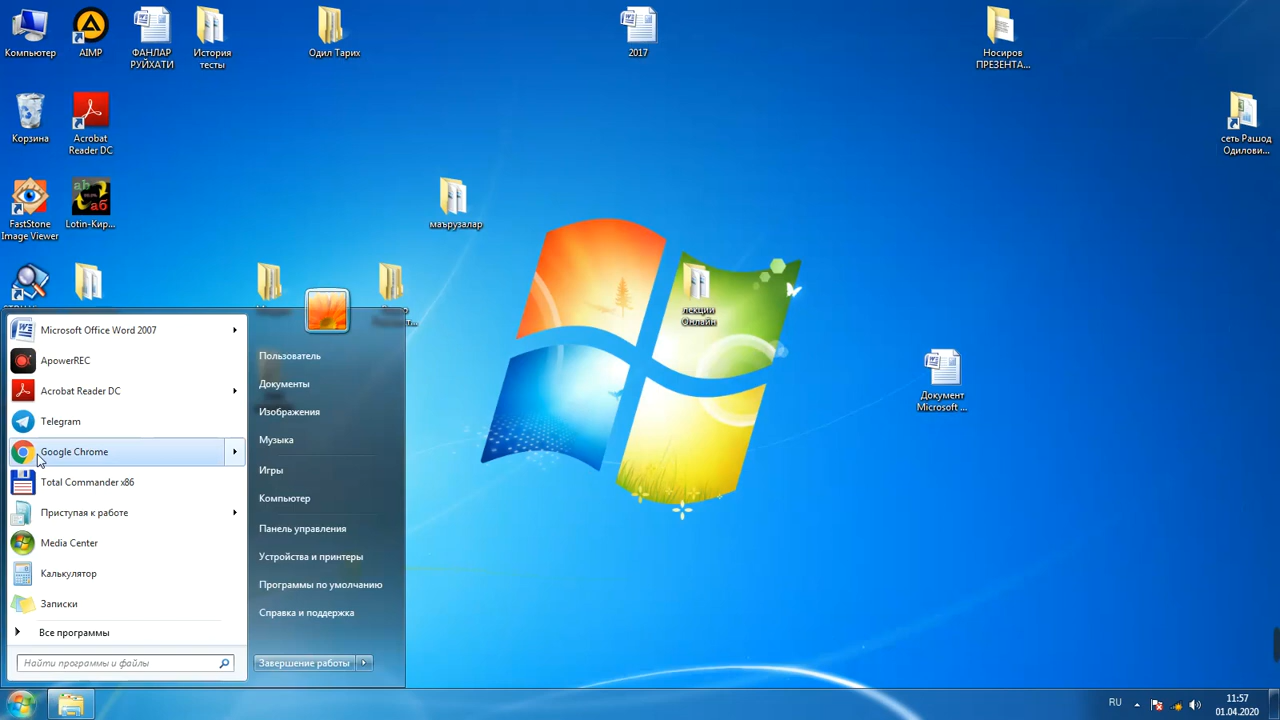 Компьютер
AIMP
ФАНЛАР
РУЙХАТИ
История
тесты
Одил Тарих
2017
Носиров
ПРЕЗЕНТА...
Корзина
Acrobat
Reader DC
сеть Рашод
Одилови...
FastStone
Image Viewer
Lotin-Кир...
маърузалар
лекции
Онлайн
Документ
Microsoft ...
Microsoft Office Word 2007
ApowerREC
Acrobat Reader DC
Telegram
Google Chrome
Total Commander x86
Приступая к работе
Media Center
Калькулятор
Записки
Все программы
Найти программы и файлы
Пользователь
Документы
Изображения
Музыка
Игры
Компьютер
Панель управления
Устройства и принтеры
Программы по умолчанию
Справка и поддержка
Завершение работы
RU
11:57
01.04.2020